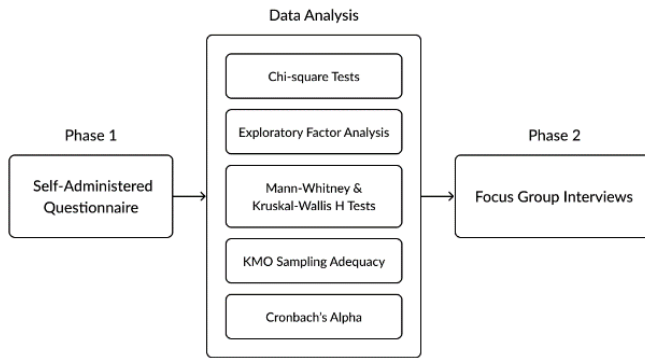 Data Analysis
Chi-square Tests
Exploratory Factor Analysis
Phase 1
Self-Administered
Questionnaire
Mann-Whitney &
Kruskal-Wallis H Tests
KMO Sampling Adequacy
Cronbach's Alpha
Phase 2
Focus Group Interviews